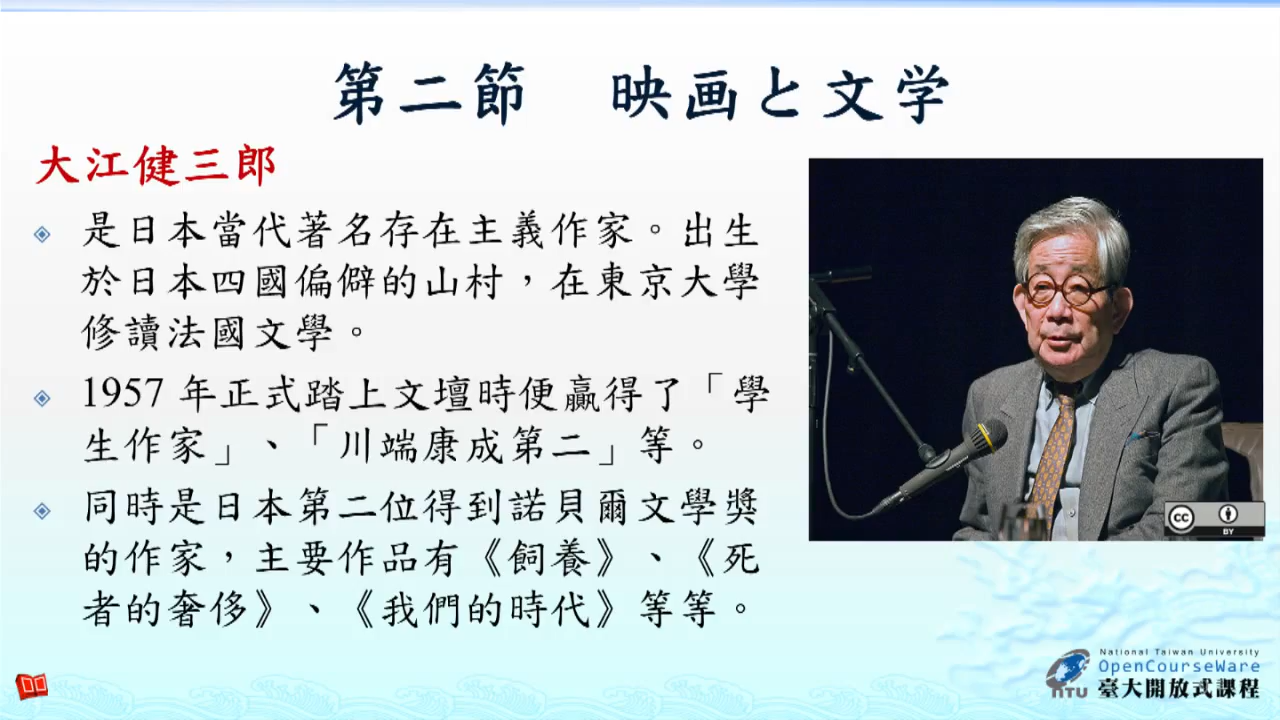 第二節　映画と文学
大江健三郎
是日本當代著名存在主義作家。出生
於日本四國偏僻的山村，在東京大學
修讀法國文學。
1957 年正式踏上文壇時便贏得了「學
生作家」、「川端康成第二」等。
同時是日本第二位得到諾貝爾文學獎
的作家，主要作品有《飼養》、《死
者的奢侈》、《我們的時代》等等。
cc
BY
National Taiwan University
OpenCourseWare
NTU 臺大開放式課程